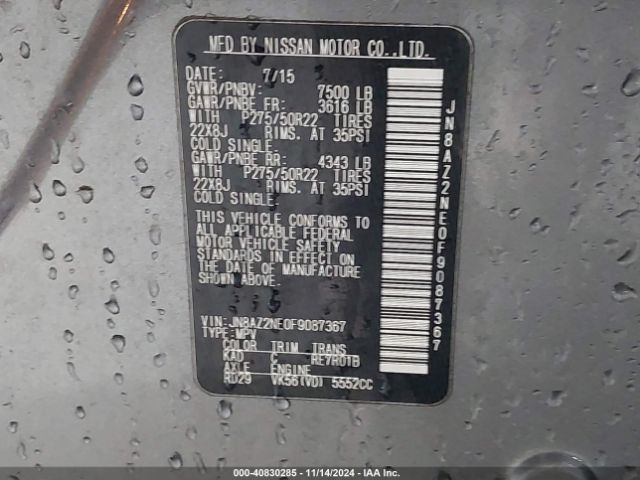 MFD BY NISSAN MOTOR CO.,LTD.
DATE: 7/15
GVWR/PNBV: 7500 LB
GAWR/PNBE FR: 3616 LB
WITH P275/50R22 TIRES
22X8J RIMS. AT 35PSI
COLD SINGLE.
GAWR/PNBE RR: 4343 LB
WITH P275/50R22 TIRES
22X8J RIMS. AT 35PSI
COLD SINGLE.
THIS VEHICLE CONFORMS TO
ALL APPLICABLE FEDERAL
MOTOR VEHICLE SAFETY
STANDARDS IN EFFECT ON
THE DATE OF MANUFACTURE
SHOWN ABOVE.
VIN: JN8AZ2NE0F9087367
TYPE: MPV
COLOR TRIM TRANS
KAD C RE7R01B
AXLE ENGINE
RD29 VK56(VD) 5552CC
JN8AZ2NE0F9087367
000-40830285 - 11/14/2024 - IAA Inc.